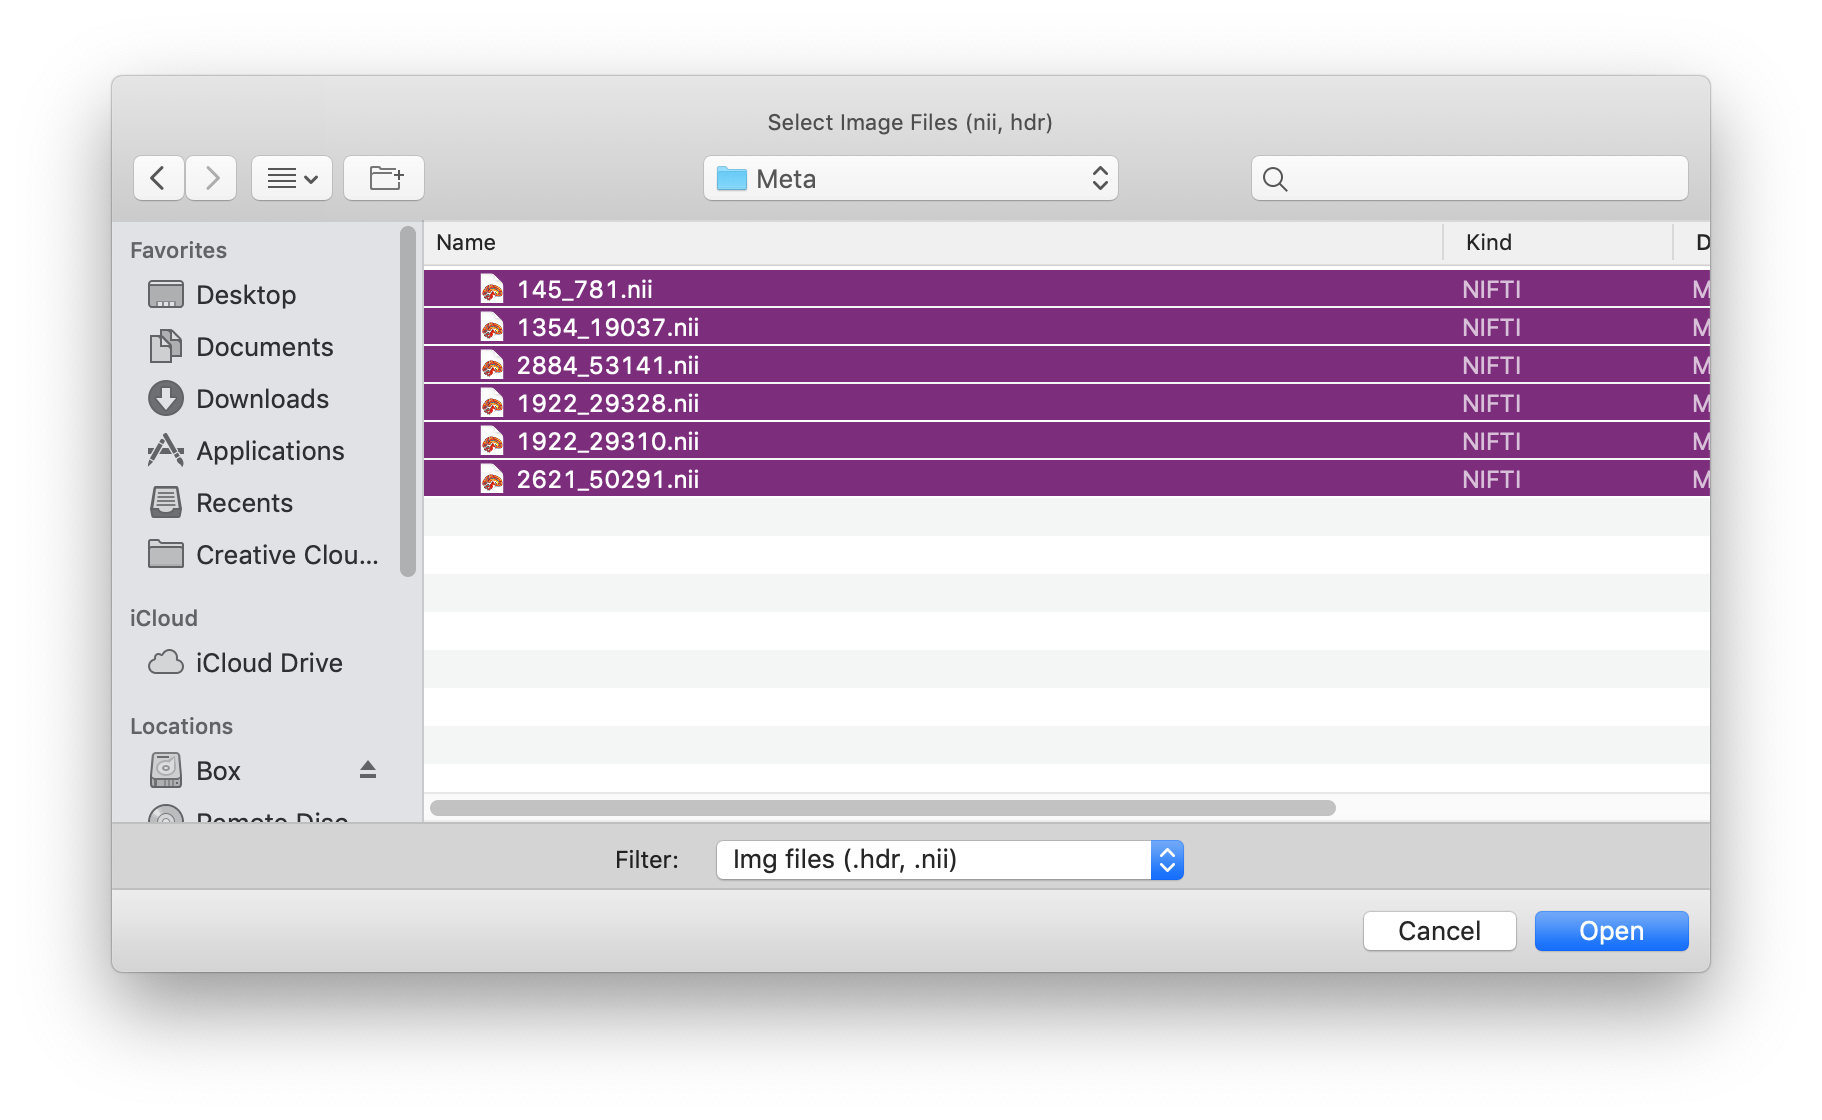 Select Image Files (nii, hdr)
Meta
Favorites
Desktop
Documents
Downloads
Applications
Recents
Creative Clou...
iCloud
iCloud Drive
Locations
Box
Remote Disc
Name Kind D
145_781.nii NIFTI M
1354_19037.nii NIFTI M
2884_53141.nii NIFTI M
1922_29328.nii NIFTI M
1922_29310.nii NIFTI M
2621_50291.nii NIFTI M
Filter: Img files (.hdr, .nii)
Cancel Open